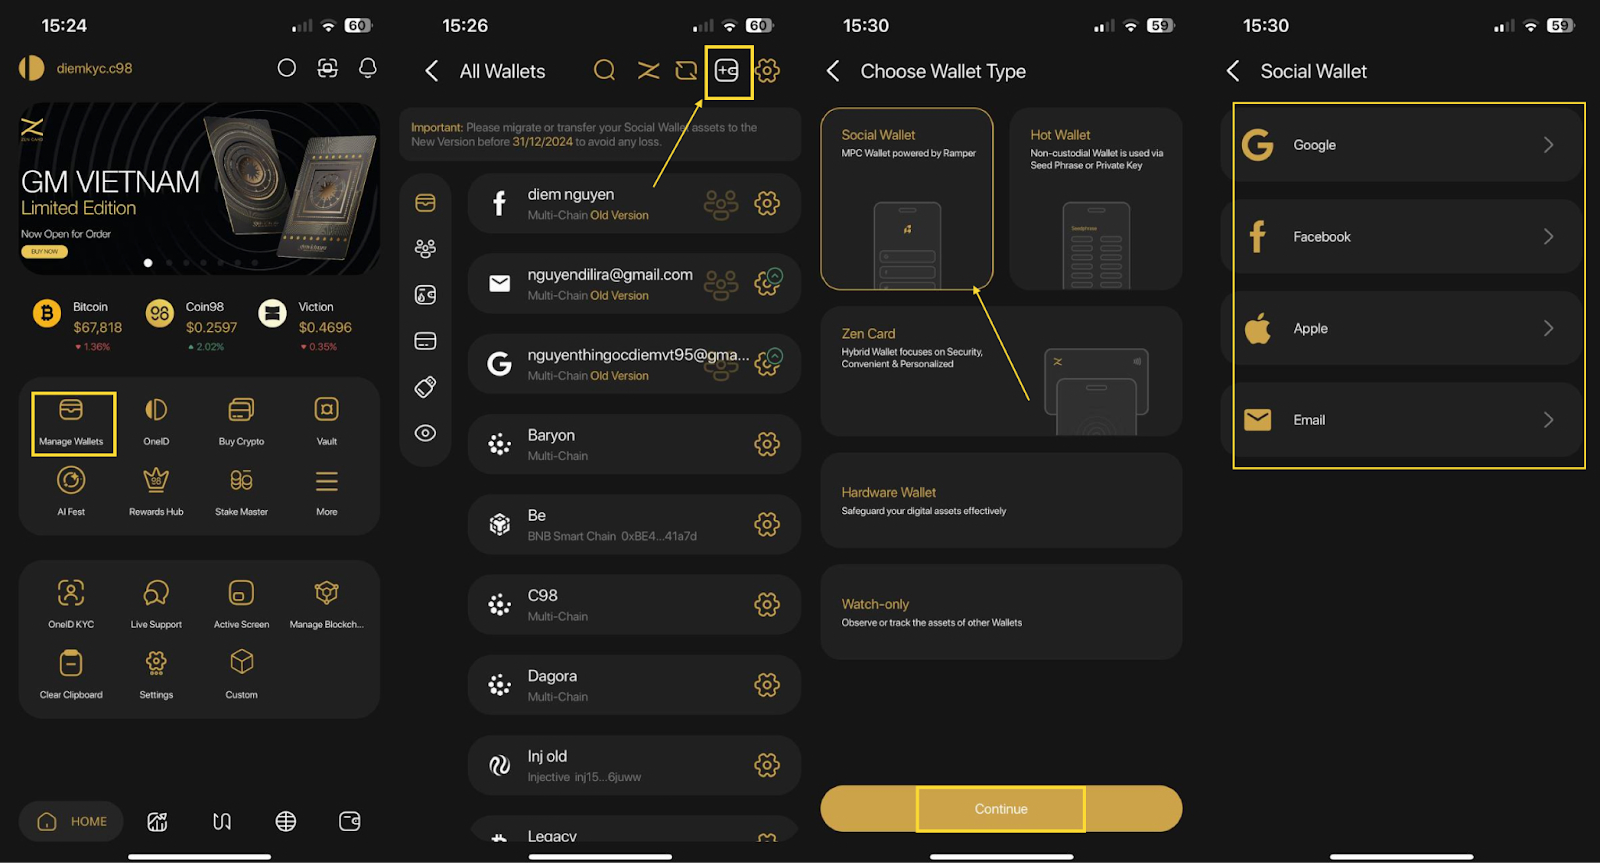 15:24
60
diemkyc.c98
ZEN CARD
GM VIETNAM
Limited Edition
Now Open for Order
BUY NOW
Bitcoin
$67,818
1.36%
98
Coin98
$0.2597
2.02%
Viction
$0.4696
0.35%
Manage Wallets
OneID
Buy Crypto
Vault
AI Fest
98
Rewards Hub
Stake Master
More
OneID KYC
Live Support
Active Screen
Manage Blockch...
Clear Clipboard
Settings
Custom
HOME
15:26
60
All Wallets
Important: Please migrate or transfer your Social Wallet assets to the
New Version before 31/12/2024 to avoid any loss.
diem nguyen
Multi-Chain Old Version
nguyendilira@gmail.com
Multi-Chain Old Version
nguyenthingocdiemvt95@gma...
Multi-Chain Old Version
Baryon
Multi-Chain
Be
BNB Smart Chain 0xBE4...41a7d
C98
Multi-Chain
Dagora
Multi-Chain
Inj old
Injective inj15...6juww
Legacy
15:30
59
Choose Wallet Type
Social Wallet
MPC Wallet powered by Ramper
Hot Wallet
Non-custodial Wallet is used via
Seed Phrase or Private Key
Seedphrase
Zen Card
Hybrid Wallet focuses on Security,
Convenient & Personalized
Hardware Wallet
Safeguard your digital assets effectively
Watch-only
Observe or track the assets of other Wallets
Continue
15:30
59
Social Wallet
Google
Facebook
Apple
Email